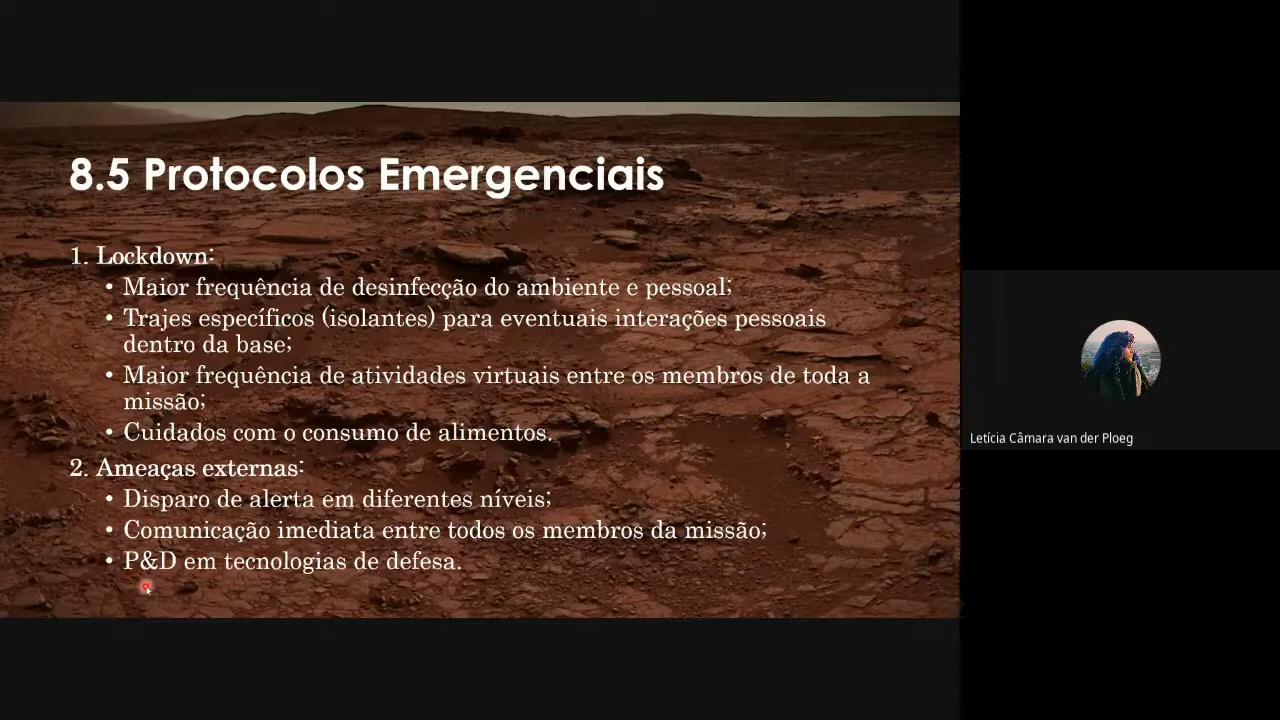 8.5 Protocolos Emergenciais
1. Lockdown:
• Maior frequência de desinfecção do ambiente e pessoal;
• Trajes específicos (isolantes) para eventuais interações pessoais
dentro da base;
• Maior frequência de atividades virtuais entre os membros de toda a
missão;
• Cuidados com o consumo de alimentos.
2. Ameaças externas:
• Disparo de alerta em diferentes níveis;
• Comunicação imediata entre todos os membros da missão;
• P&D em tecnologias de defesa.
Letícia Câmara van der Ploeg